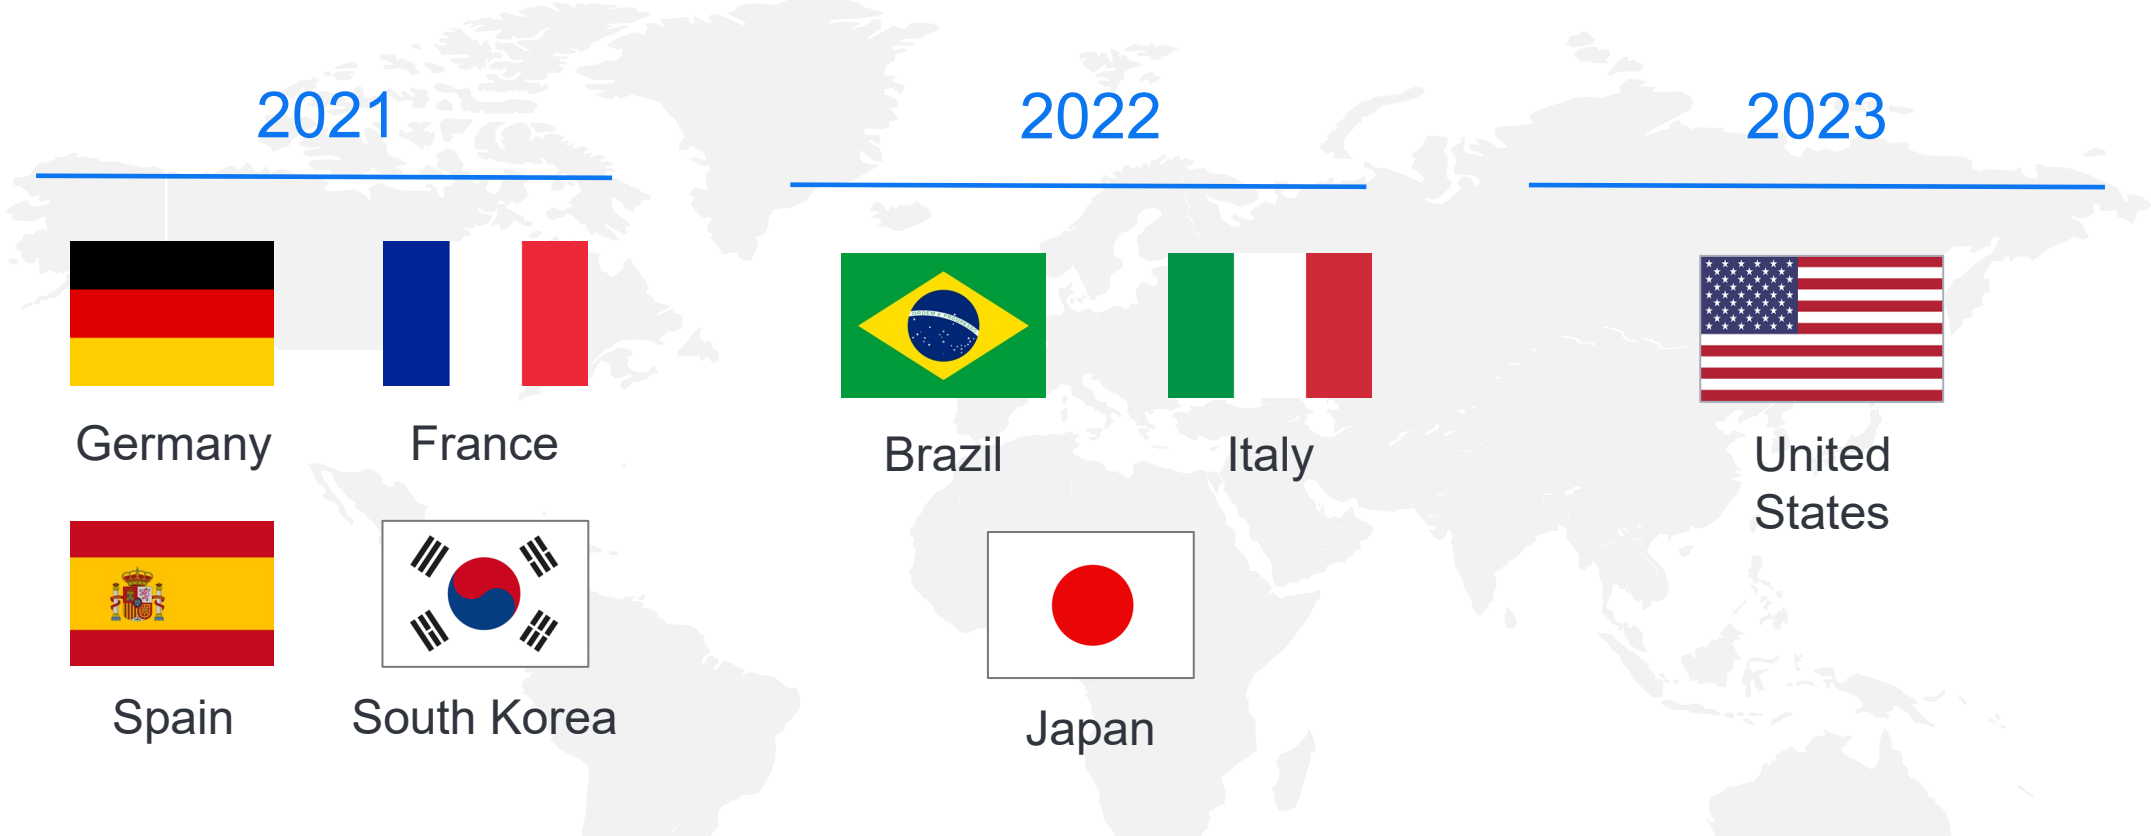 2021
2022
2023
Germany
France
Brazil
Italy
United
States
Spain
South Korea
Japan